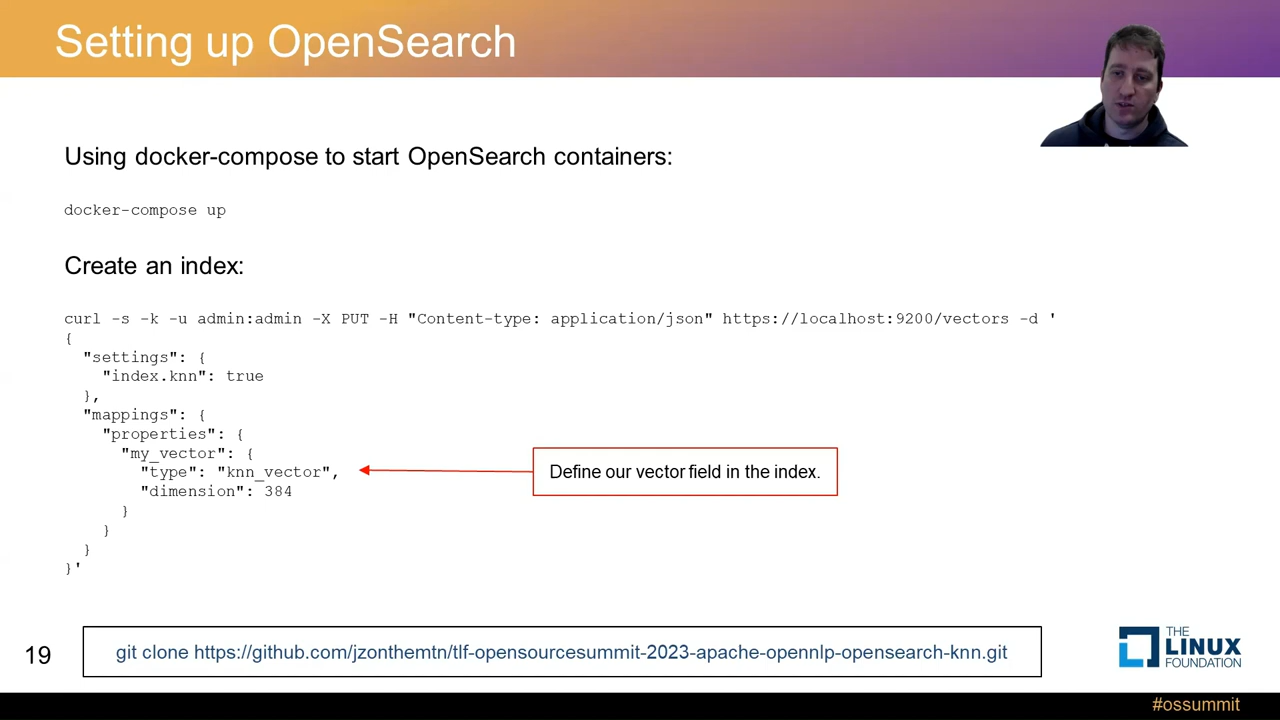 Setting up OpenSearch
Using docker-compose to start OpenSearch containers:
docker-compose up
Create an index:
curl -s -k -u admin:admin -X PUT -H "Content-type: application/json" https://localhost:9200/vectors -d '
{
  "settings": {
    "index.knn": true
  },
  "mappings": {
    "properties": {
      "my_vector": {
        "type": "knn_vector",
        "dimension": 384
      }
    }
  }
}'
Define our vector field in the index.
19
git clone https://github.com/jzonthemtn/tlf-opensourcesummit-2023-apache-opennlp-opensearch-knn.git
THE
LINUX
FOUNDATION
#ossummit